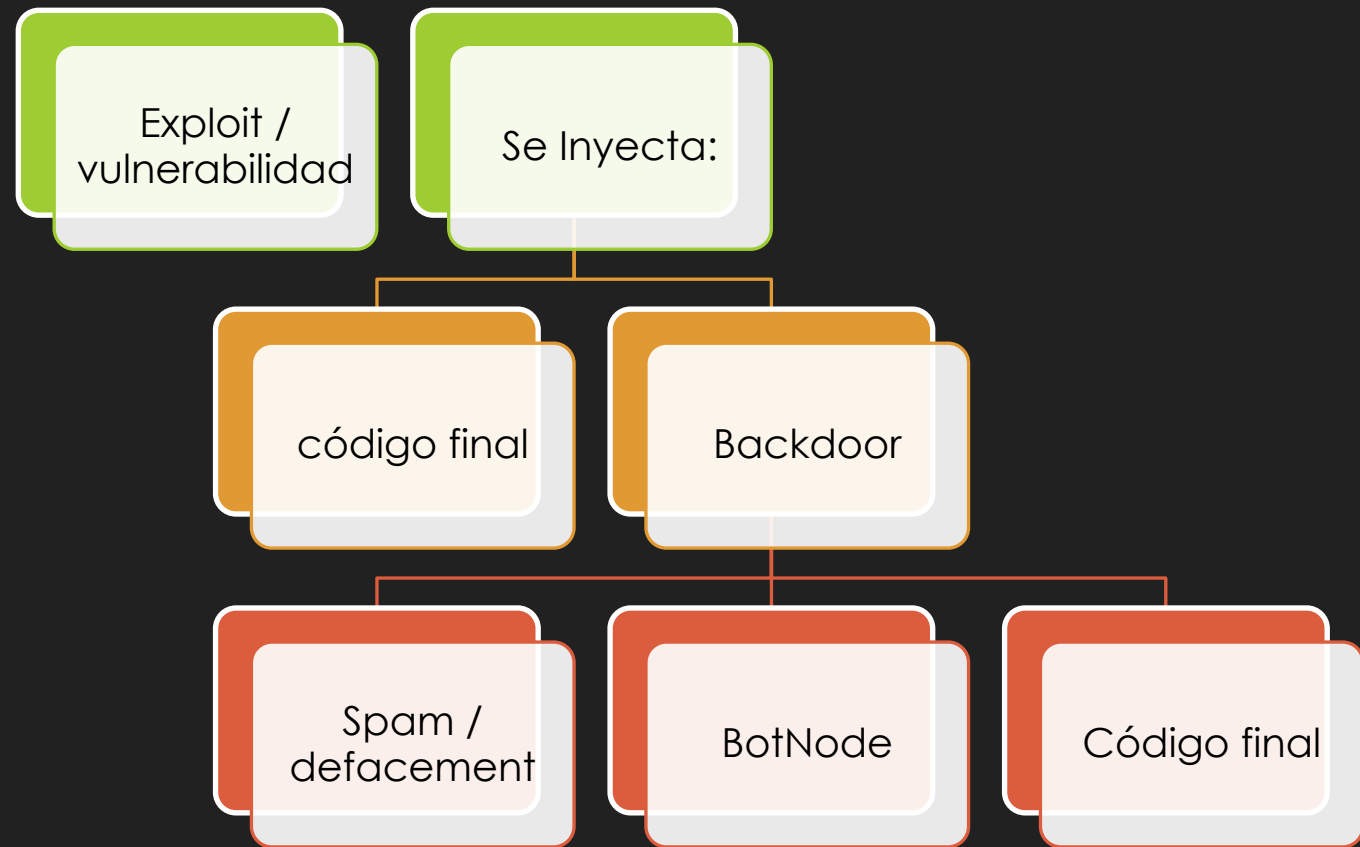 Exploit /
vulnerabilidad
Se Inyecta:
código final
Backdoor
Spam /
defacement
BotNode
Código final